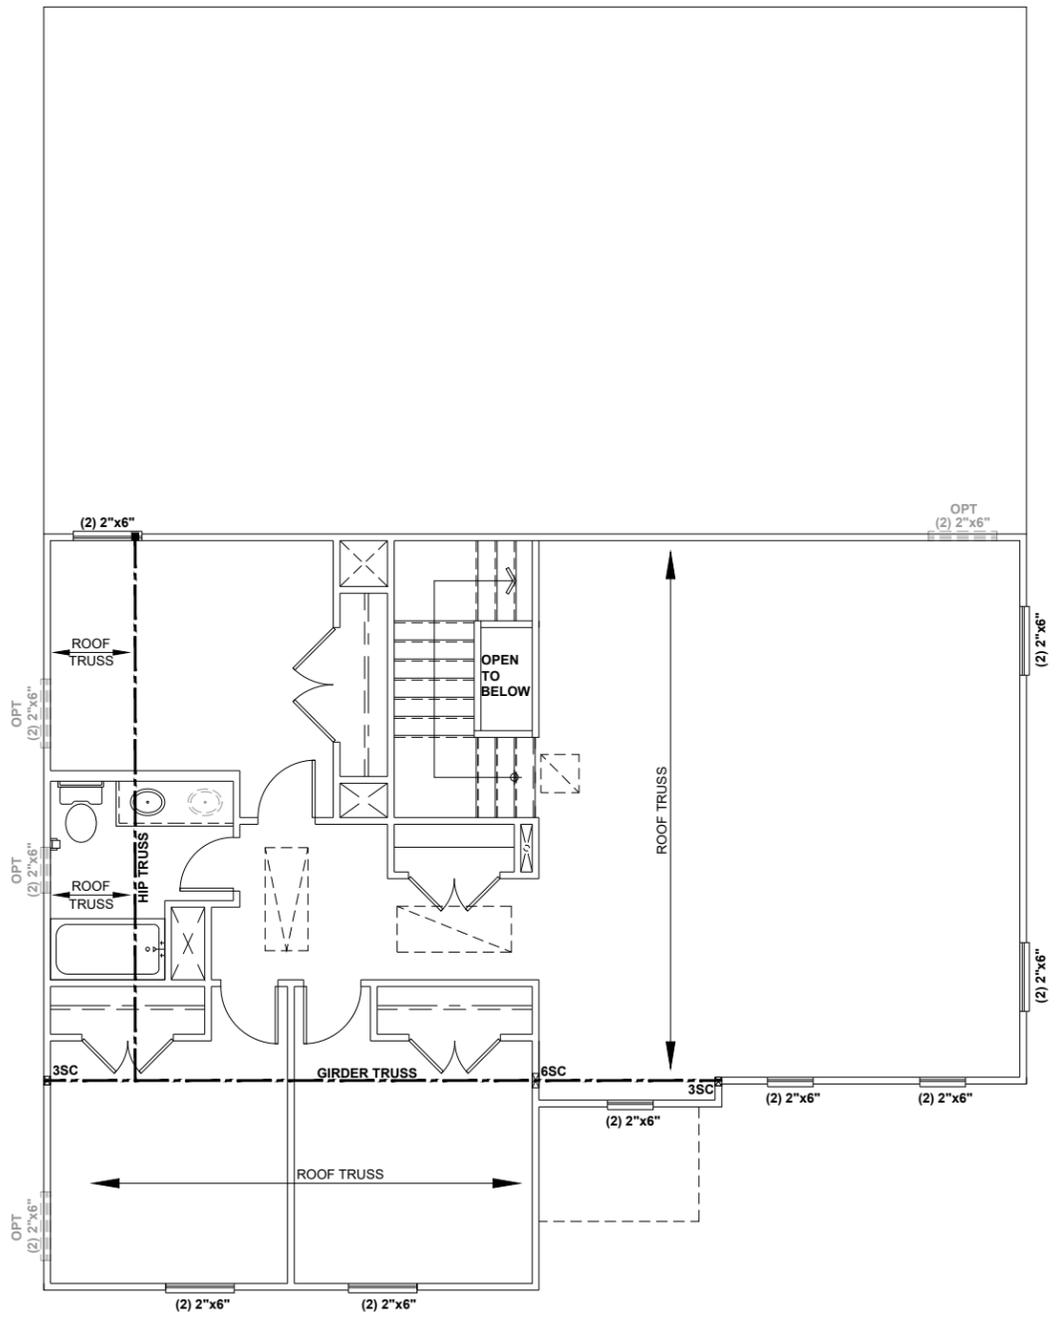 (2) 2"x6"
OPT
(2) 2"x6"
(2) 2"x6"
ROOF
TRUSS
OPEN
TO
BELOW
OPT
(2) 2"x6"
ROOF TRUSS
HIP TRUSS
OPT
(2) 2"x6"
ROOF
TRUSS
(2) 2"x6"
3SC
GIRDER TRUSS
6SC
3SC
(2) 2"x6"
(2) 2"x6"
(2) 2"x6"
ROOF TRUSS
OPT
(2) 2"x6"
(2) 2"x6"
(2) 2"x6"